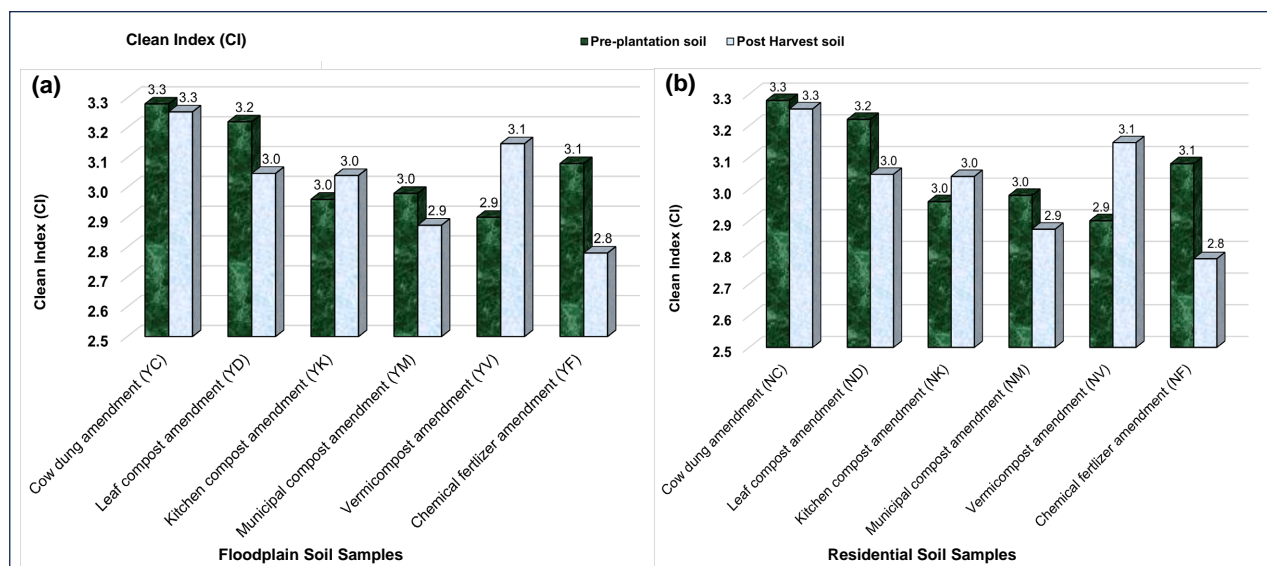 Clean Index (CI)
Pre-plantation soil
Post Harvest soil
(a)
Clean Index (CI)
3.3
3.2
3.1
3.0
2.9
2.8
2.7
2.6
2.5
3.3
3.3
3.2
3.0
3.0
3.0
3.0
2.9
2.9
3.1
3.1
2.8
Cow dung amendment (YC)
Leaf compost amendment (YD)
Kitchen compost amendment (YK)
Municipal compost amendment (YM)
Vermicompost amendment (YV)
Chemical fertlizer amendment (YF)
Floodplain Soil Samples
(b)
Clean Index (CI)
3.3
3.2
3.1
3.0
2.9
2.8
2.7
2.6
2.5
3.3
3.3
3.2
3.0
3.0
3.0
3.0
2.9
2.9
3.1
3.1
2.8
Cow dung amendment (NC)
Leaf compost amendment (ND)
Kitchen compost amendment (NK)
Municipal compost amendment (NM)
Vermicompost amendment (NV)
Chemical fertlizer amendment (NF)
Residential Soil Samples